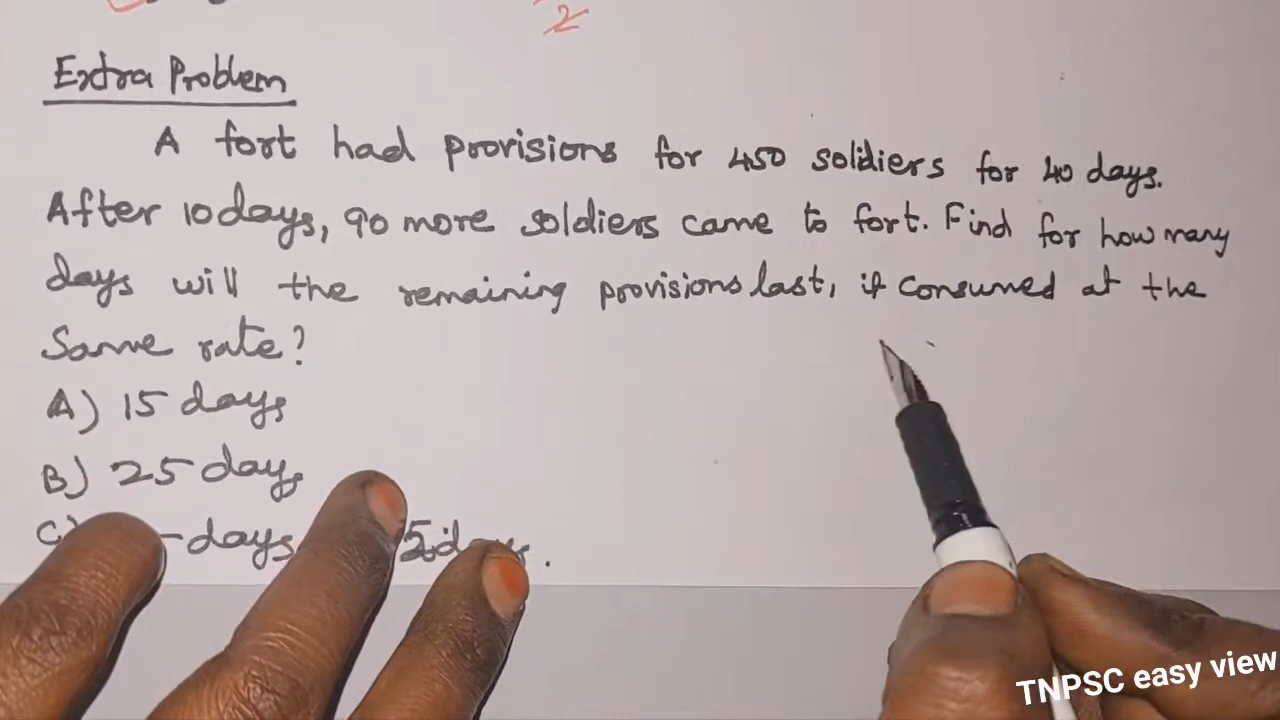 2
Extra Problem
A fort had provisions for 450 soldiers for 40 days.
After 10 days, 90 more soldiers came to fort. Find for how many
days will the remaining provisions last, if consumed at the
Same rate?
A) 15 days
B) 25 days
C) days
TNPSC easy view